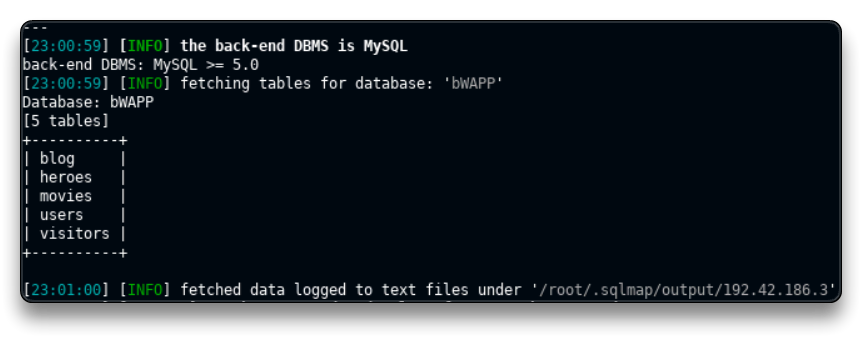 ---
[23:00:59] [INFO] the back-end DBMS is MySQL
back-end DBMS: MySQL >= 5.0
[23:00:59] [INFO] fetching tables for database: 'bWAPP'
Database: bWAPP
[5 tables]
+----------+
| blog     |
| heroes   |
| movies   |
| users    |
| visitors |
+----------+
[23:01:00] [INFO] fetched data logged to text files under '/root/.sqlmap/output/192.42.186.3'